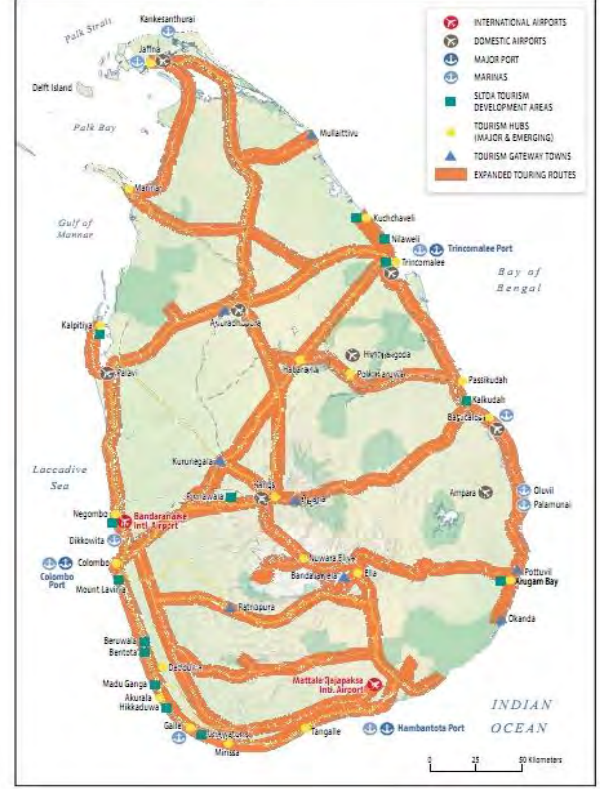 Kankesanthurai
Palk Strait
Jaffna
Delft Island
Palk Bay
Mullaittivu
Mannar
Gulf of
Mannar
Kuchchaveli
Nilaweli
Trincomalee Port
Trincomalee
Bay of
Bengal
Anuradhapura
Kalpitiya
Palavi
Habarana
Hingurakgoda
Polonnaruwa
Passikudah
Kalkudah
Batticaloa
Laccadive
Sea
Kurunegala
Kandy
Ampara
Oluvil
Palamunai
Negombo
Bandaranaike
Intl. Airport
Dikkowita
Colombo
Colombo
Port
Mount Lavinia
Nuwara Eliya
Bandarawela
Ella
Pottuvil
Arugam Bay
Ratnapura
Okanda
Beruwala
Bentota
Madu Ganga
Akurala
Hikkaduwa
Mattala Rajapaksa
Intl. Airport
Galle
Mirissa
Tangalle
Hambantota Port
INDIAN
OCEAN
0 25 50 Kilometers
INTERNATIONAL AIRPORTS
DOMESTIC AIRPORTS
MAJOR PORT
MARINAS
SLTDA TOURISM
DEVELOPMENT AREAS
TOURISM HUBS
(MAJOR & EMERGING)
TOURISM GATEWAY TOWNS
EXPANDED TOURING ROUTES